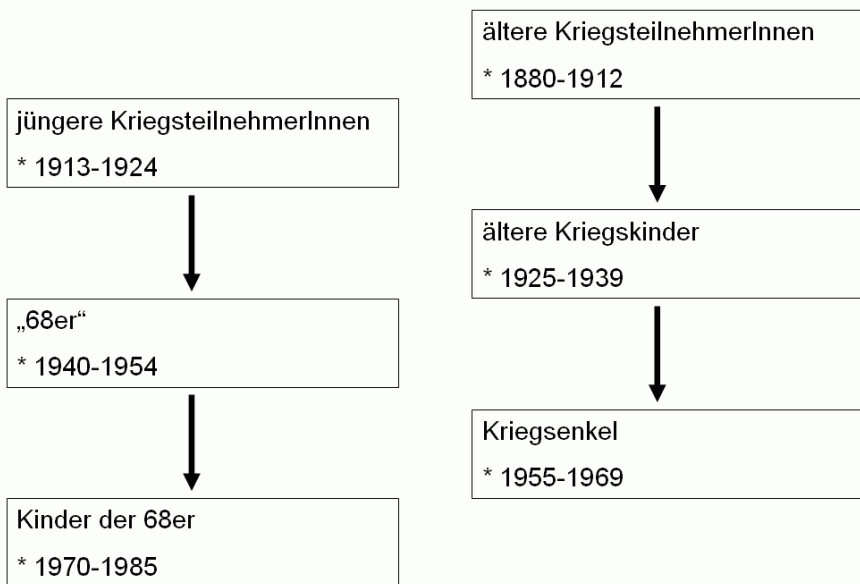 ältere KriegsteilnehmerInnen
* 1880-1912
jüngere KriegsteilnehmerInnen
* 1913-1924
ältere Kriegskinder
* 1925-1939
„68er“
* 1940-1954
Kriegsenkel
* 1955-1969
Kinder der 68er
* 1970-1985